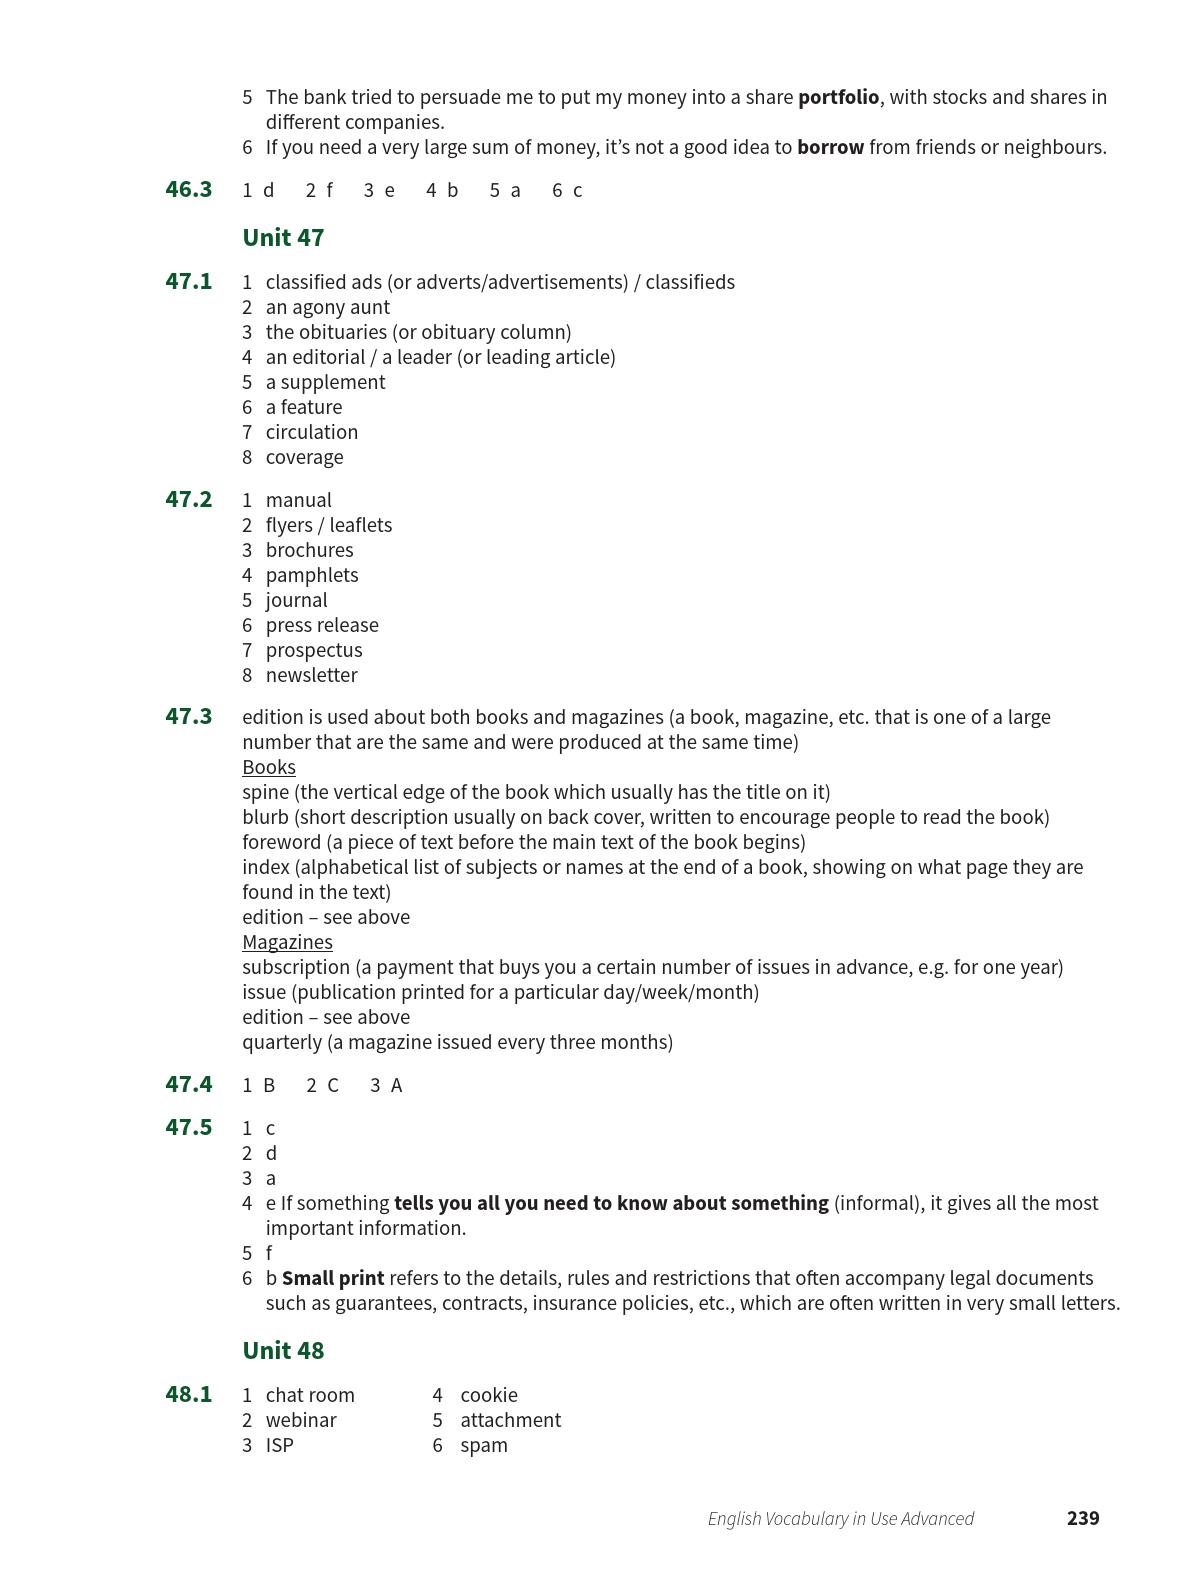 5 The bank tried to persuade me to put my money into a share portfolio, with stocks and shares in
different companies.
6 If you need a very large sum of money, it’s not a good idea to borrow from friends or neighbours.
46.3 1 d 2 f 3 e 4 b 5 a 6 c
Unit 47
47.1 1 classified ads (or adverts/advertisements) / classifieds
2 an agony aunt
3 the obituaries (or obituary column)
4 an editorial / a leader (or leading article)
5 a supplement
6 a feature
7 circulation
8 coverage
47.2 1 manual
2 flyers / leaflets
3 brochures
4 pamphlets
5 journal
6 press release
7 prospectus
8 newsletter
47.3 edition is used about both books and magazines (a book, magazine, etc. that is one of a large
number that are the same and were produced at the same time)
Books
spine (the vertical edge of the book which usually has the title on it)
blurb (short description usually on back cover, written to encourage people to read the book)
foreword (a piece of text before the main text of the book begins)
index (alphabetical list of subjects or names at the end of a book, showing on what page they are
found in the text)
edition – see above
Magazines
subscription (a payment that buys you a certain number of issues in advance, e.g. for one year)
issue (publication printed for a particular day/week/month)
edition – see above
quarterly (a magazine issued every three months)
47.4 1 B 2 C 3 A
47.5 1 c
2 d
3 a
4 e If something tells you all you need to know about something (informal), it gives all the most
important information.
5 f
6 b Small print refers to the details, rules and restrictions that often accompany legal documents
such as guarantees, contracts, insurance policies, etc., which are often written in very small letters.
Unit 48
48.1 1 chat room 4 cookie
2 webinar 5 attachment
3 ISP 6 spam
English Vocabulary in Use Advanced 239